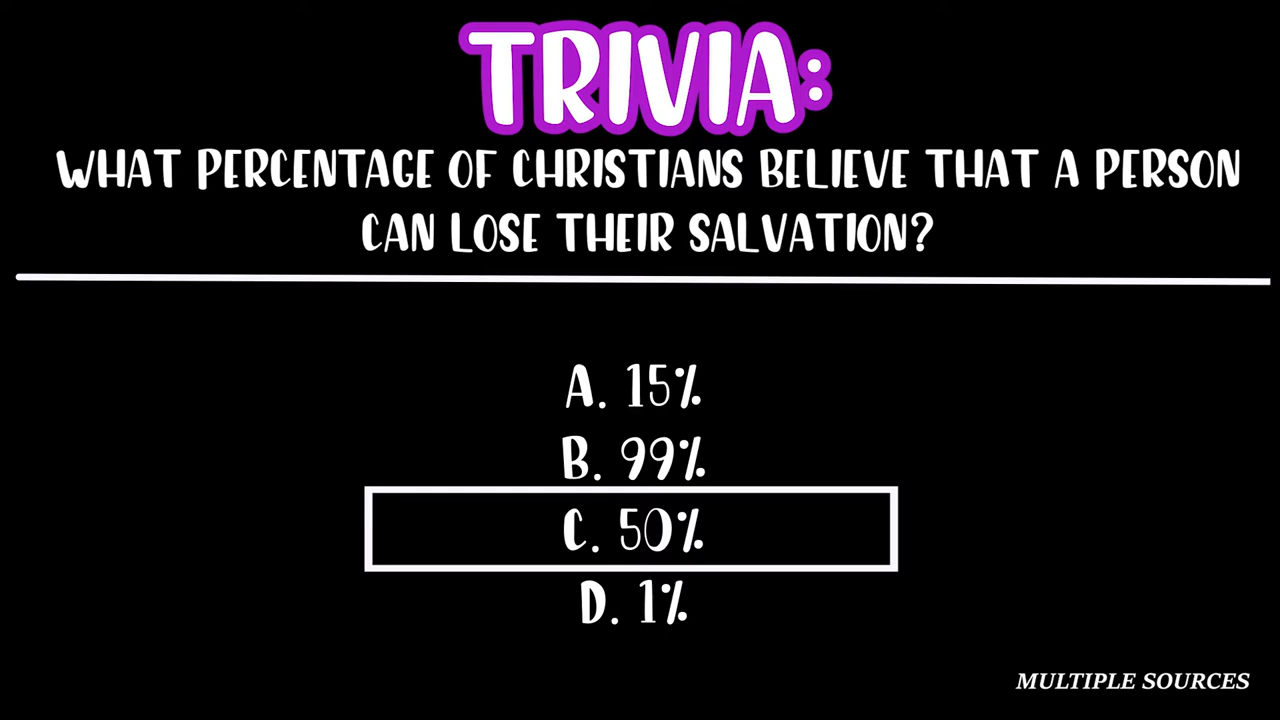 TRIVIA:
WHAT PERCENTAGE OF CHRISTIANS BELIEVE THAT A PERSON
CAN LOSE THEIR SALVATION?
A. 15%
B. 99%
C. 50%
D. 1%
MULTIPLE SOURCES